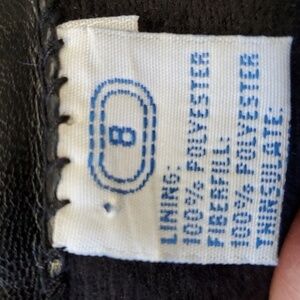 8
LINING:
100% POLYESTER
FIBERFILL:
100% POLYESTER
THINSULATE: